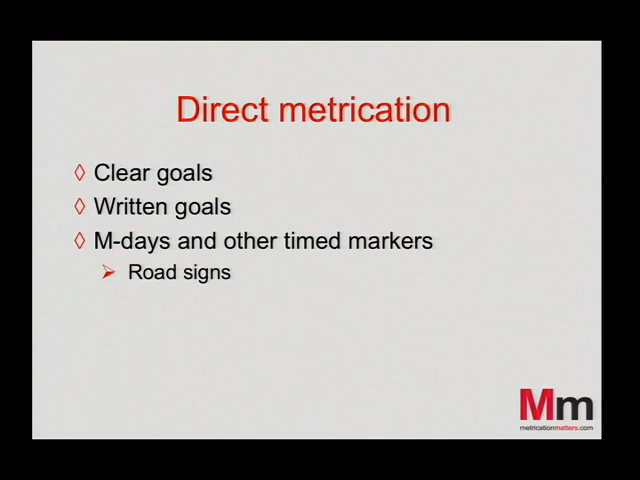 Direct metrication
Clear goals
Written goals
M-days and other timed markers
Road signs
Mm
metricationmatters.com